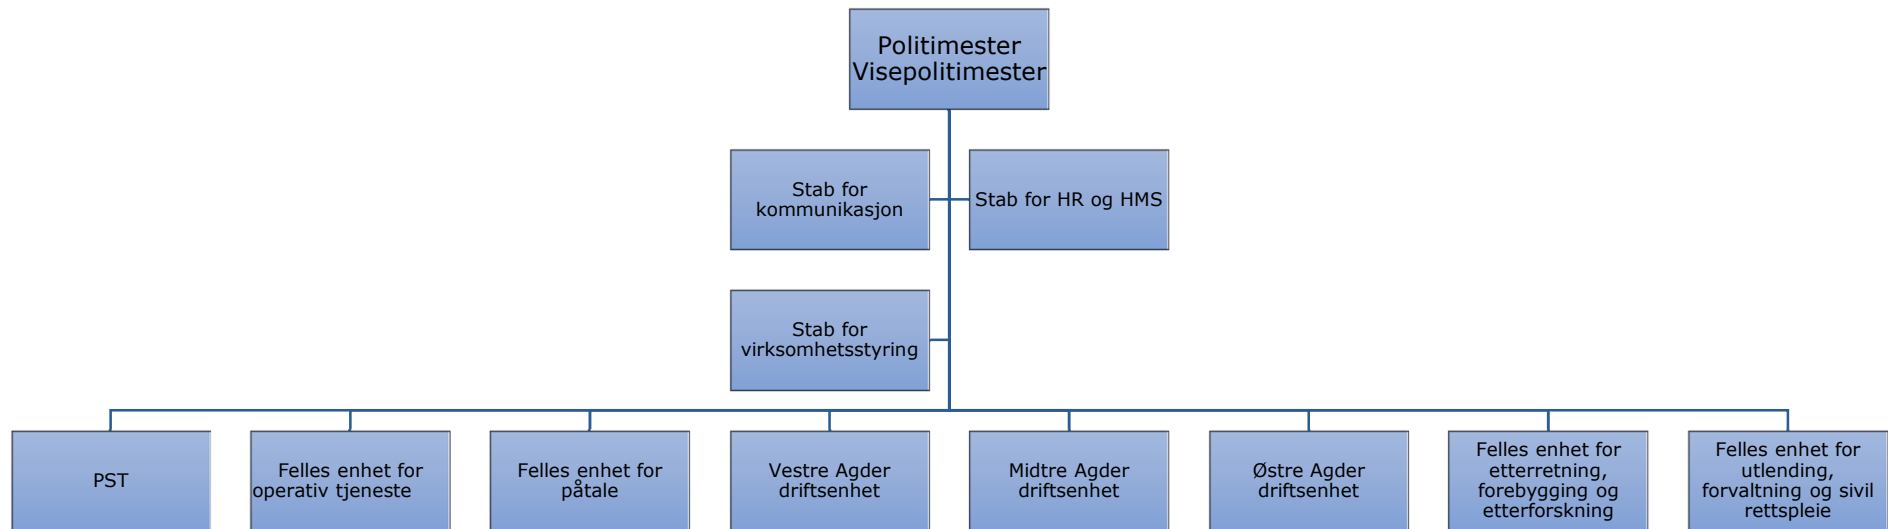 Politimester
Visepolitimester
Stab for
kommunikasjon
Stab for HR og HMS
Stab for
virksomhetsstyring
PST
Felles enhet for
operativ tjeneste
Felles enhet for
påtale
Vestre Agder
driftsenhet
Midtre Agder
driftsenhet
Østre Agder
driftsenhet
Felles enhet for
etterretning,
forebygging og
etterforskning
Felles enhet for
utlending,
forvaltning og sivil
rettspleie